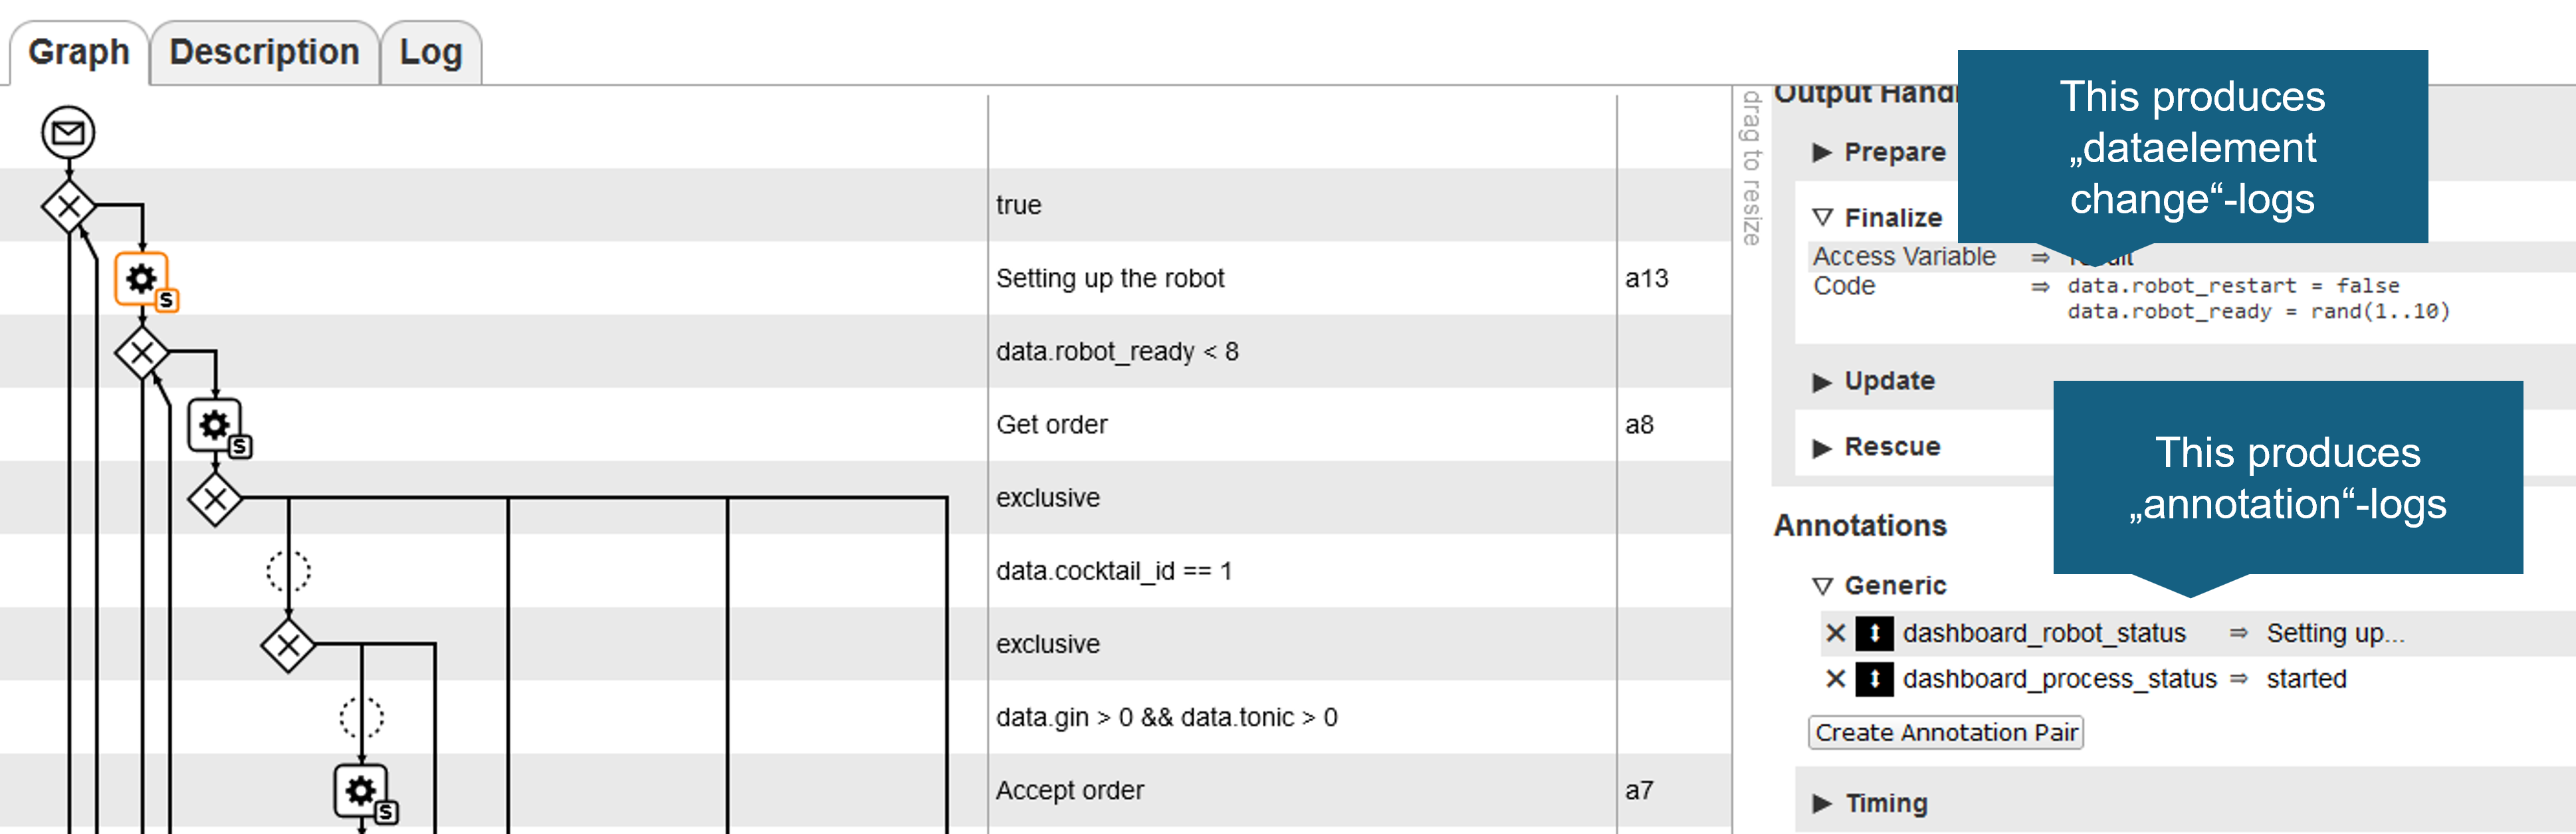 Graph Description Log
true
Setting up the robot a13
data.robot_ready < 8
Get order a8
exclusive
data.cocktail_id == 1
exclusive
data.gin > 0 && data.tonic > 0
Accept order a7
drag to resize
Output Hand
Prepare
Finalize
Access Variable ⇒
Code ⇒ data.robot_restart = false
data.robot_ready = rand(1..10)
Update
Rescue
Annotations
Generic
dashboard_robot_status ⇒ Setting up...
dashboard_process_status ⇒ started
Create Annotation Pair
Timing
This produces
„dataelement
change“-logs
This produces
„annotation“-logs
S
S
S